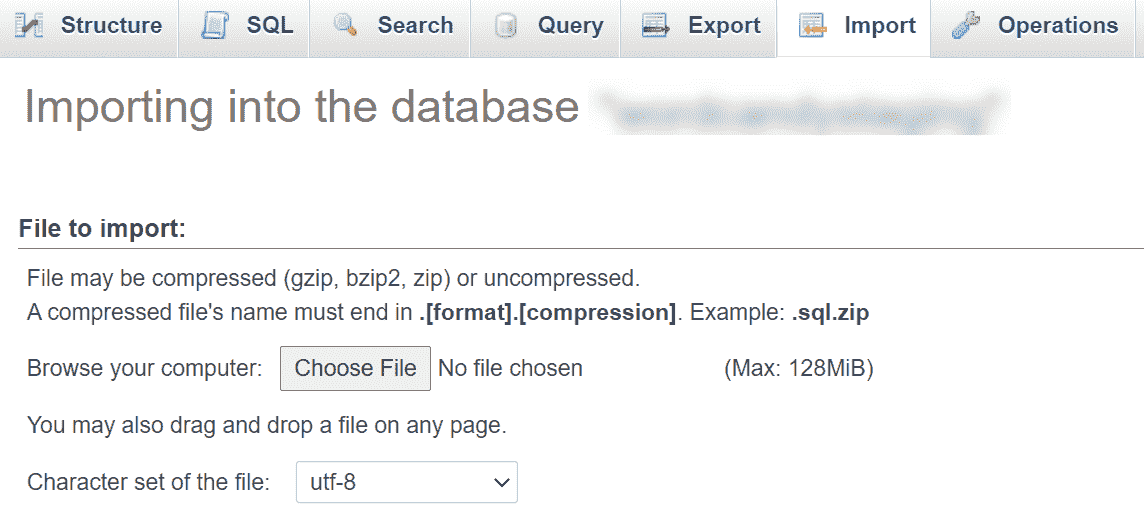 Structure SQL Search Query Export Import Operations
Importing into the database
File to import:
File may be compressed (gzip, bzip2, zip) or uncompressed.
A compressed file's name must end in .[format].[compression]. Example: .sql.zip
Browse your computer: Choose File No file chosen (Max: 128MiB)
You may also drag and drop a file on any page.
Character set of the file: utf-8